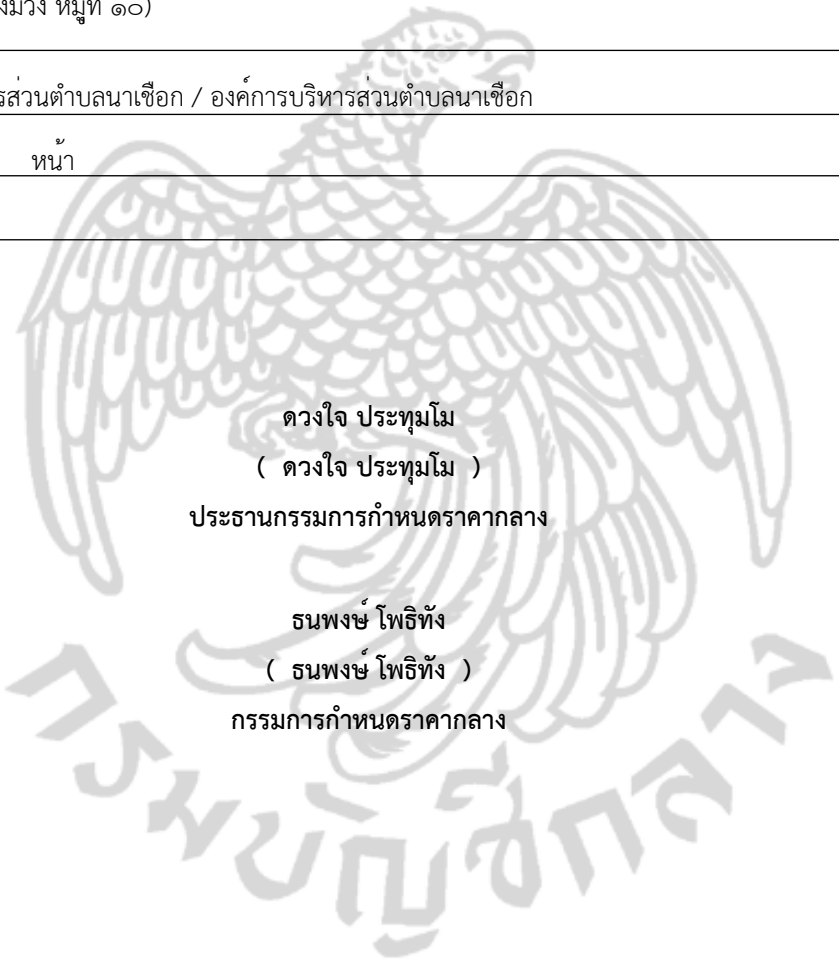 หมู่ที่ ๑๐)
รส่วนตำบลนาเชือก / องค์การบริหารส่วนตำบลนาเชือก
หน้า
ดวงใจ ประทุมโม
( ดวงใจ ประทุมโม )
ประธานกรรมการกำหนดราคากลาง
ธนพงษ์ โพธิทัง
( ธนพงษ์ โพธิทัง )
กรรมการกำหนดราคากลาง
กรมบัญชีกลาง